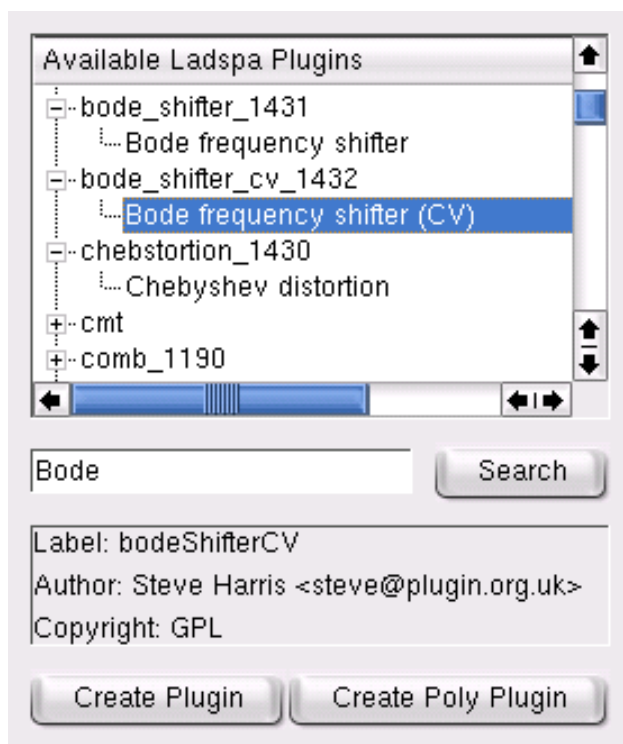 Available Ladspa Plugins
bode_shifter_1431
Bode frequency shifter
bode_shifter_cv_1432
Bode frequency shifter (CV)
chebstortion_1430
Chebyshev distortion
cmt
comb_1190
Bode
Search
Label: bodeShifterCV
Author: Steve Harris <steve@plugin.org.uk>
Copyright: GPL
Create Plugin
Create Poly Plugin